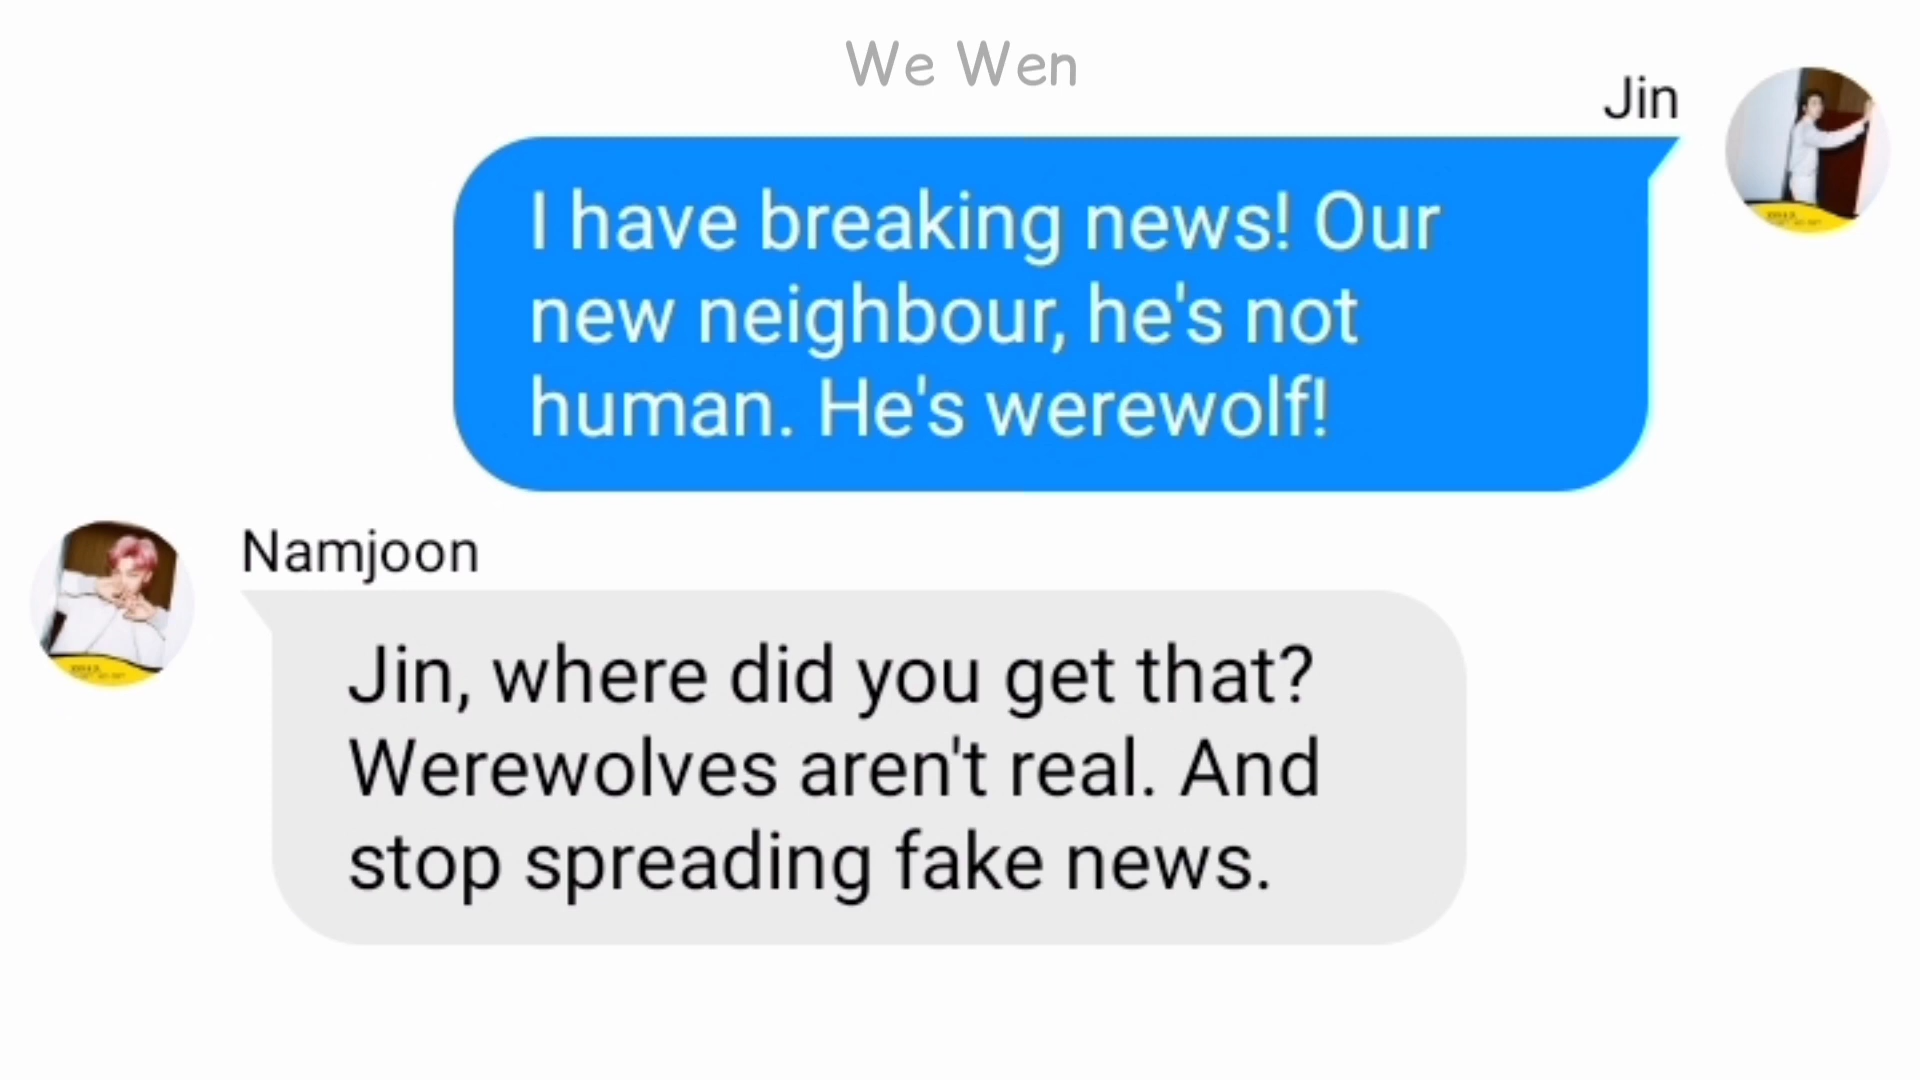 We Wen
Jin
I have breaking news! Our
new neighbour, he's not
human. He's werewolf!
Namjoon
Jin, where did you get that?
Werewolves aren't real. And
stop spreading fake news.